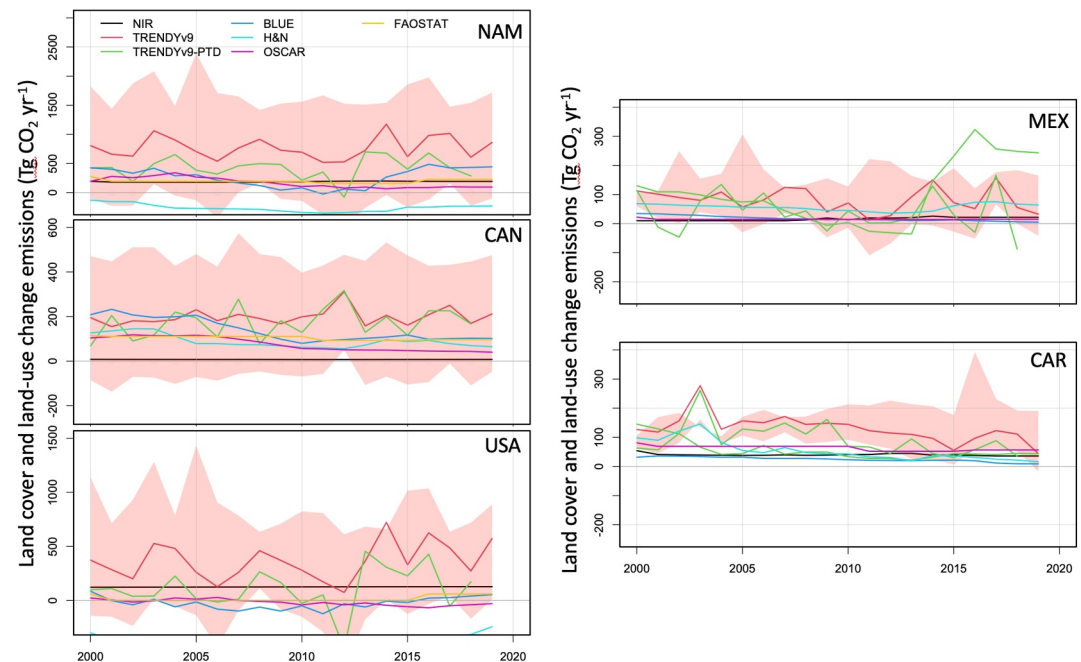 NIR
BLUE
FAOSTAT
TRENDYv9
H&N
TRENDYv9-PTD
OSCAR
NAM
2500
1500
500
0
CAN
600
400
200
0
-200
USA
1500
1000
500
0
2000 2005 2010 2015 2020
Land cover and land-use change emissions (Tg CO2 yr-1)
MEX
300
100
0
-200
CAR
300
100
0
-200
2000 2005 2010 2015 2020
Land cover and land-use change emissions (Tg CO2 yr-1)